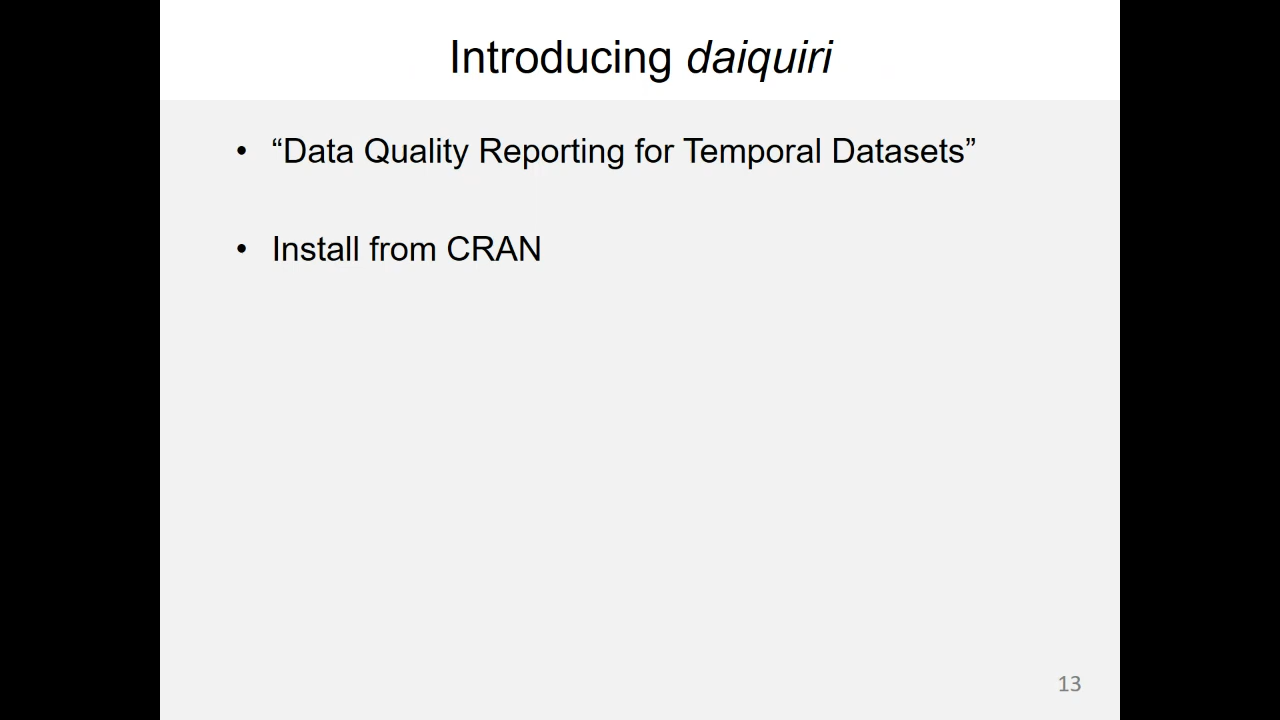 Introducing daiquiri
• “Data Quality Reporting for Temporal Datasets”
• Install from CRAN
13